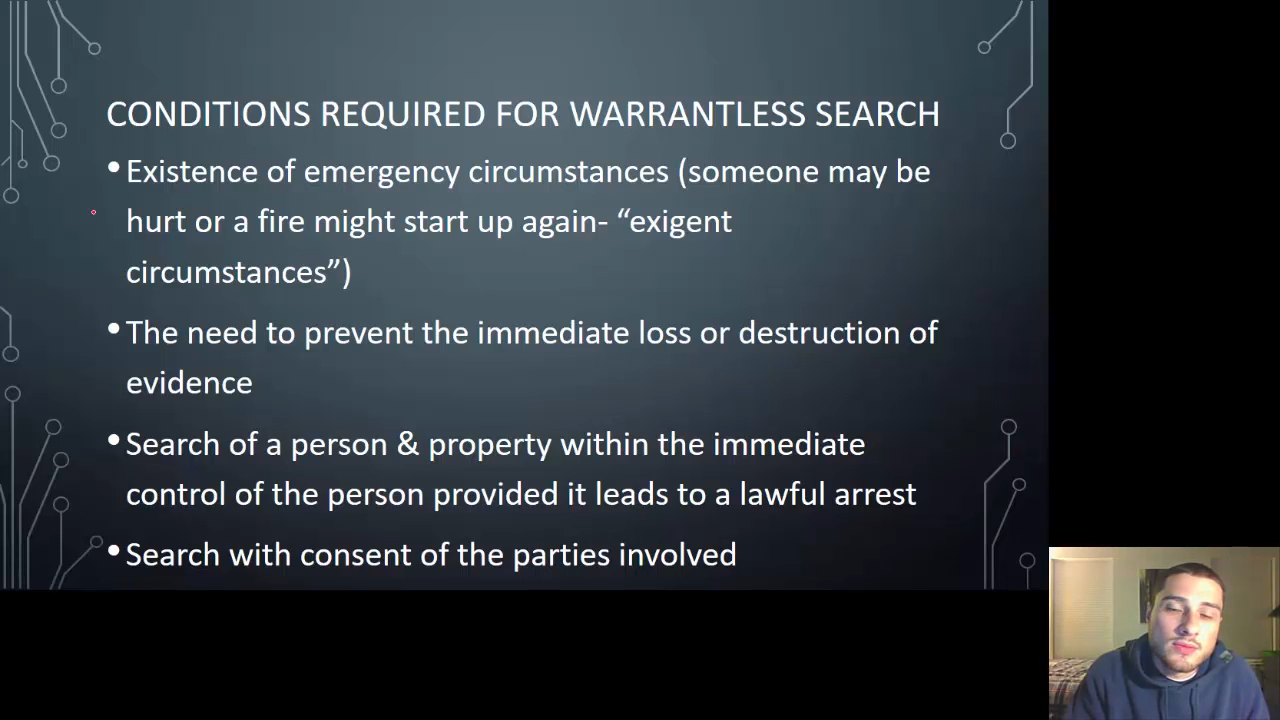 CONDITIONS REQUIRED FOR WARRANTLESS SEARCH
•Existence of emergency circumstances (someone may be
hurt or a fire might start up again- “exigent
circumstances”)
•The need to prevent the immediate loss or destruction of
evidence
•Search of a person & property within the immediate
control of the person provided it leads to a lawful arrest
•Search with consent of the parties involved